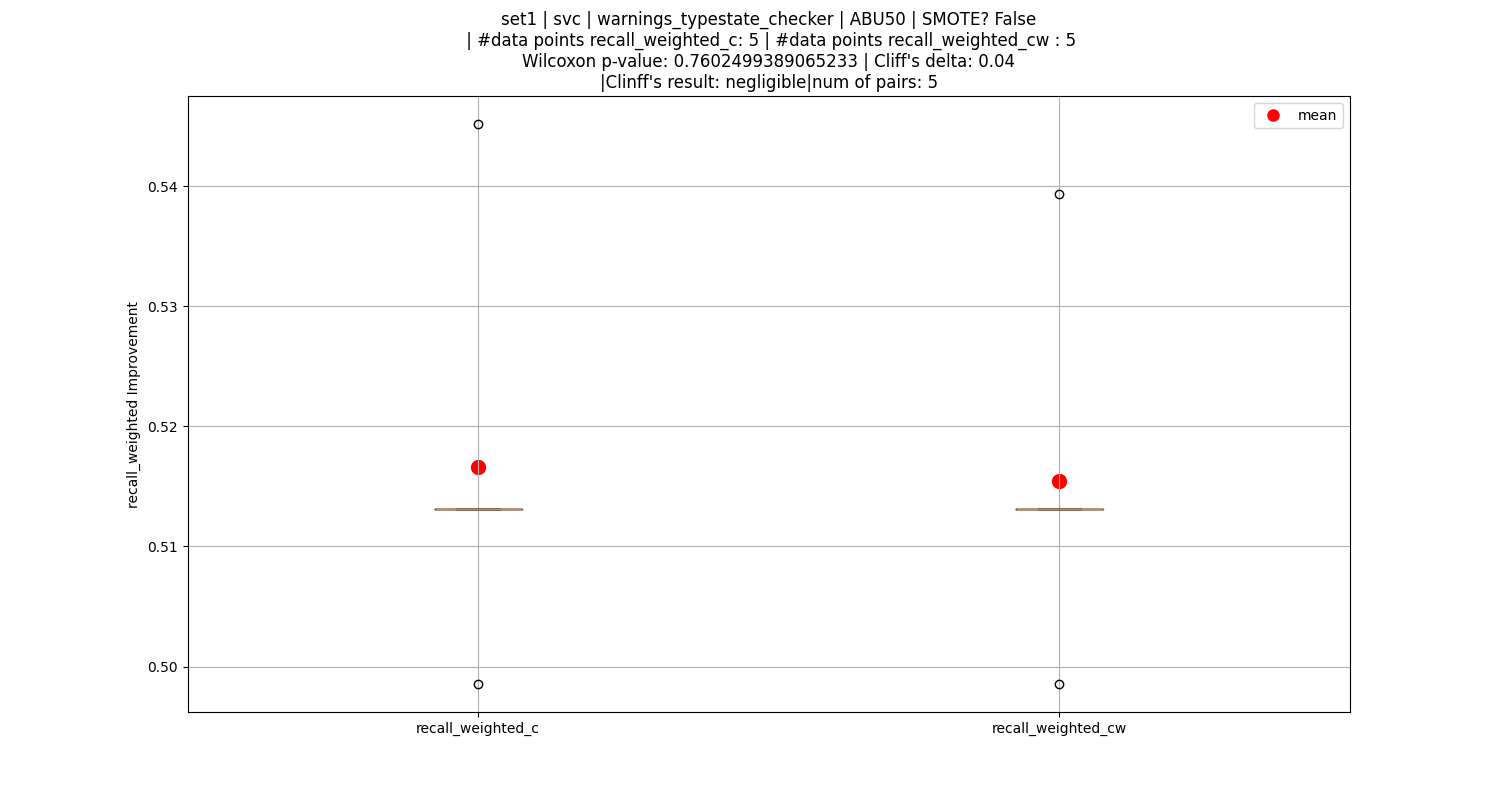 set1 | svc | warnings_typestate_checker | ABU50 | SMOTE? False
| #data points recall_weighted_c: 5 | #data points recall_weighted_cw : 5
Wilcoxon p-value: 0.7602499389065233 | Cliff's delta: 0.04
|Clinff's result: negligible|num of pairs: 5
mean
recall_weighted Improvement
0.54
0.53
0.52
0.51
0.50
recall_weighted_c
recall_weighted_cw